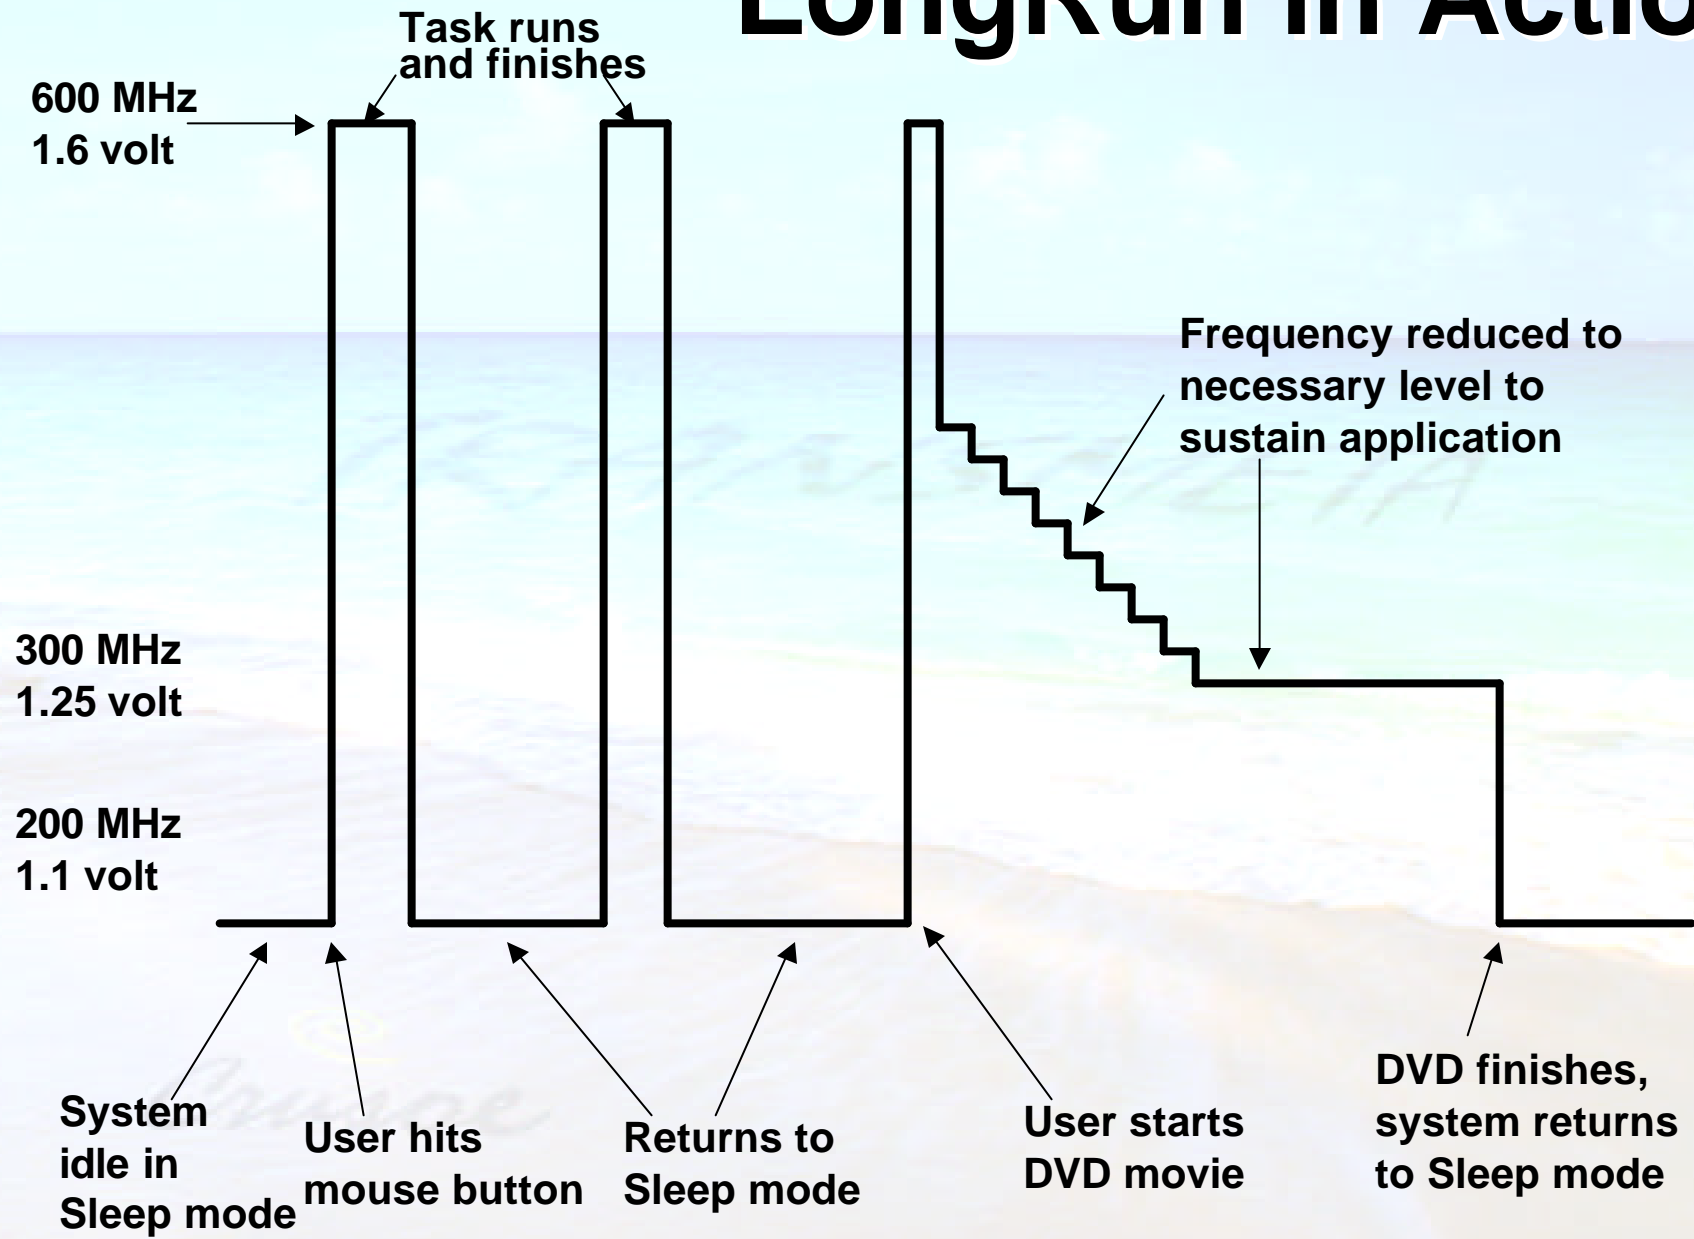 LongRun in Actio
Task runs
and finishes
600 MHz
1.6 volt
Frequency reduced to
necessary level to
sustain application
TRANSMETA
300 MHz
1.25 volt
200 MHz
1.1 volt
Crusoe
System
idle in
Sleep mode
User hits
mouse button
Returns to
Sleep mode
User starts
DVD movie
DVD finishes,
system returns
to Sleep mode